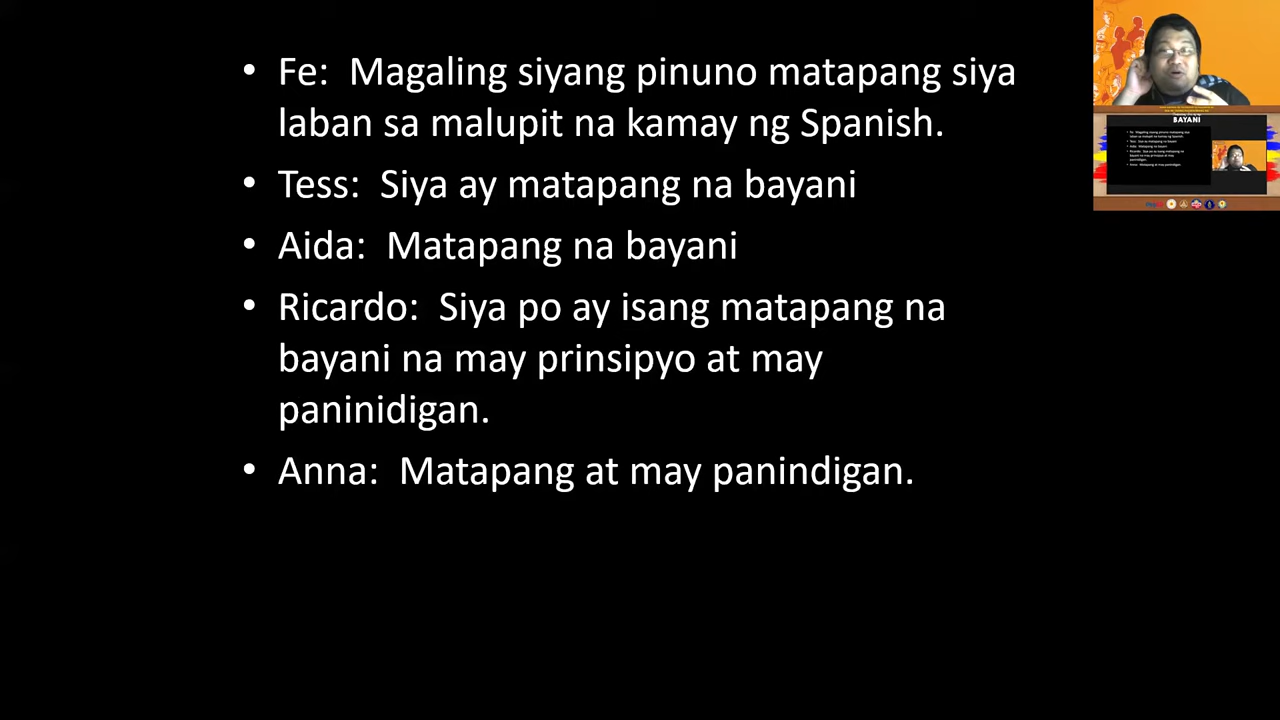 • Fe: Magaling siyang pinuno matapang siya
laban sa malupit na kamay ng Spanish.
• Tess: Siya ay matapang na bayani
• Aida: Matapang na bayani
• Ricardo: Siya po ay isang matapang na
bayani na may prinsipyo at may
paninidigan.
• Anna: Matapang at may panindigan.
BAYANI